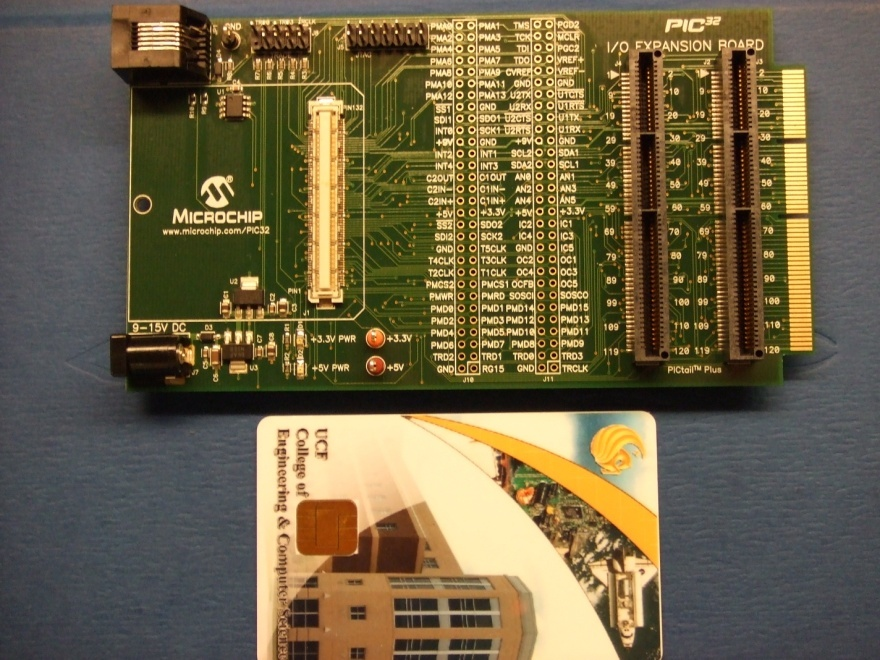 GND
PIC32
I/O EXPANSION BOARD
PMA0 PMA1 TMS PGD2
PMA2 PMA3 TCK MCLR
PMA4 PMA5 TDI PGC2
PMA6 PMA7 TDO VREF+
PMA8 PMA9 CVREF VREF-
PMA10 PMA11 GND GND
PMA12 PMA13 U2TX U1CTS
SS1 GND U2RX U1RTS
SDI1 SDO1 U2CTS U1TX
INT0 SCK1 U2RTS U1RX
+9V GND +9V GND
INT2 INT1 SCL2 SDA1
INT4 INT3 SDA2 SCL1
C2OUT C1OUT AN0 AN1
C2IN- C1IN- AN2 AN3
C2IN+ C1IN+ AN4 AN5
+5V +3.3V +5V +3.3V
SS2 SDO2 IC2 IC1
SDI2 SCK2 IC4 IC3
GND T5CLK GND IC5
T4CLK T3CLK OC2 OC1
T2CLK T1CLK OC4 OC3
PMCS2 PMCS1 OCFB OC5
PMWR PMRD SOSCI SOSCO
PMD0 PMD1 PMD14 PMD15
PMD2 PMD3 PMD12 PMD13
PMD4 PMD5 PMD10 PMD11
PMD6 PMD7 PMD8 PMD9
TRD2 TRD1 TRD0 TRD3
GND RG15 GND TRCLK
J10 J11
MICROCHIP
www.microchip.com/PIC32
U2
PIN1
9-15V DC
+3.3V PWR +3.3V
+5V PWR +5V
U3
9 19 29 49 59 79 89 99 109 119
10 20 30 40 50 60 70 80 90 100 110 120
PICtail™ Plus
UCF
College of
Engineering & Computer Science